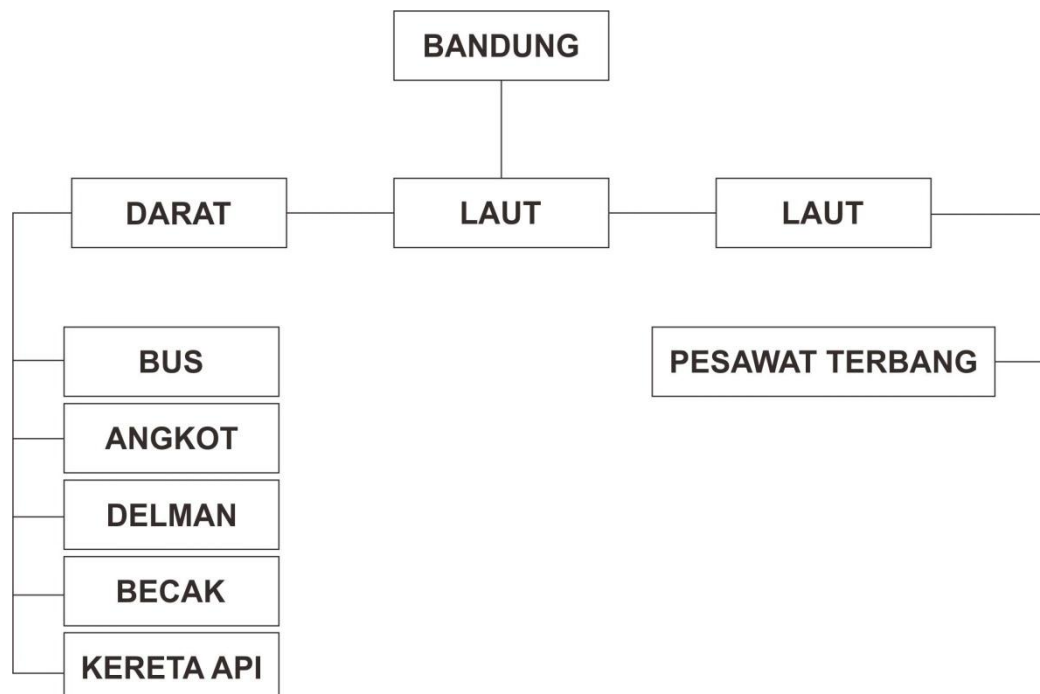 BANDUNG
DARAT
LAUT
LAUT
BUS
ANGKOT
DELMAN
BECAK
KERETA API
PESAWAT TERBANG